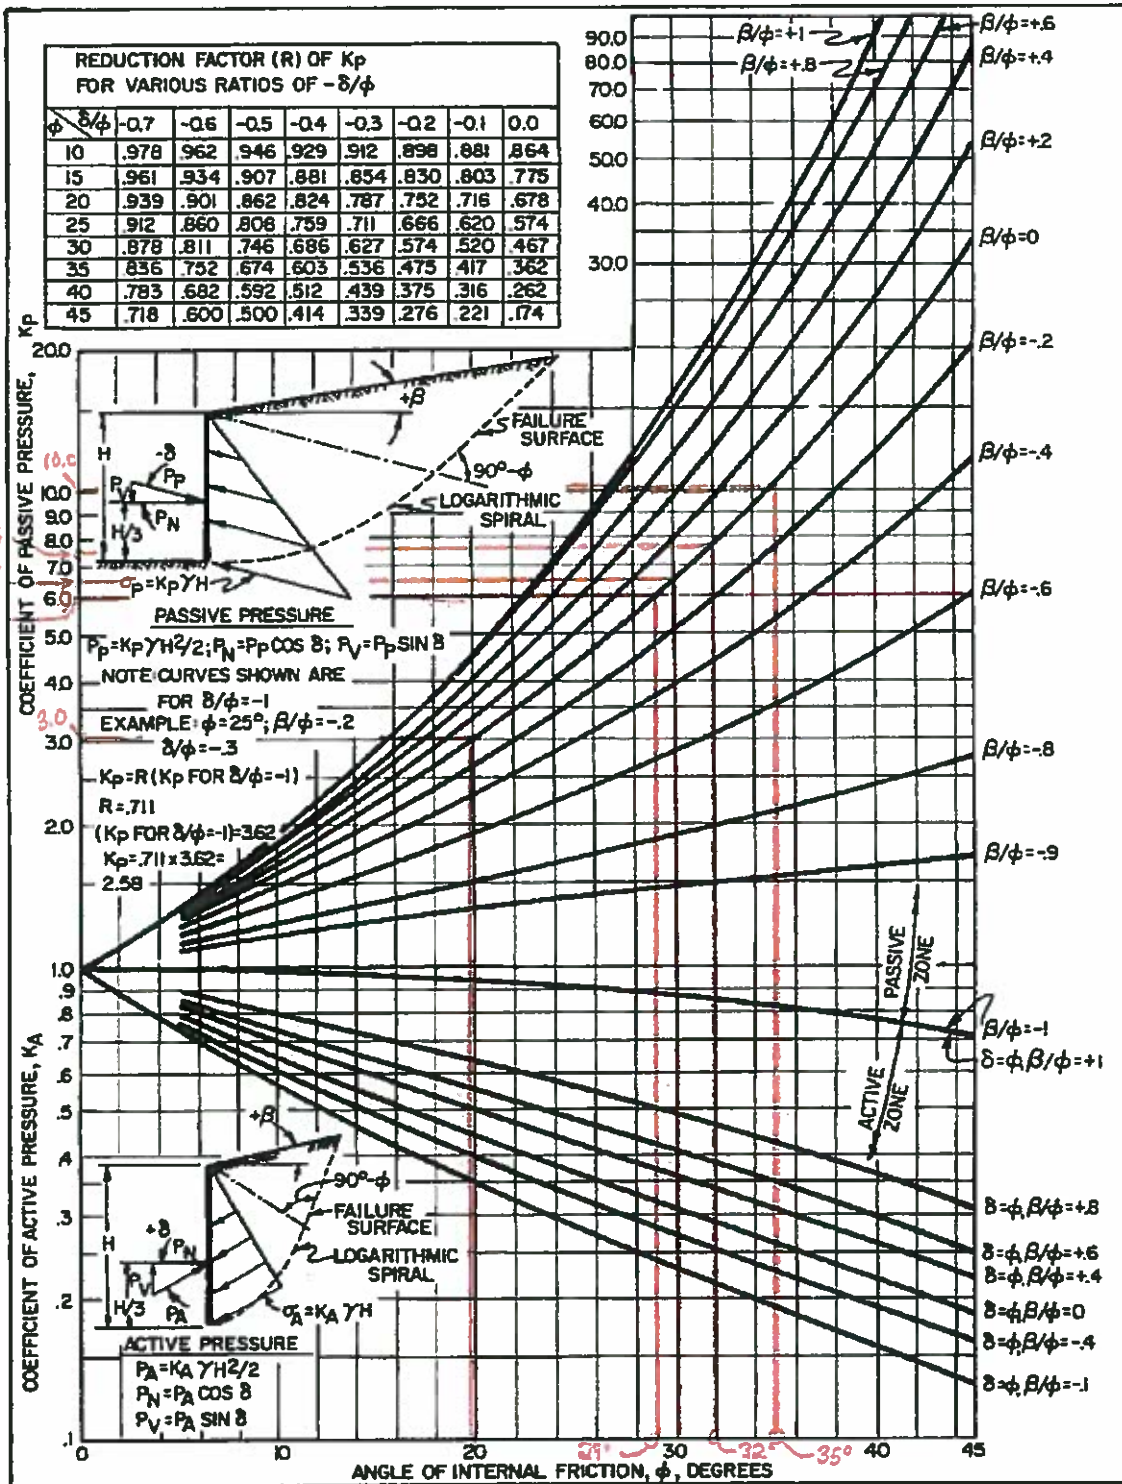 REDUCTION FACTOR (R) OF Kp
FOR VARIOUS RATIOS OF -δ/ϕ
ϕ δ/ϕ -0.7 -0.6 -0.5 -0.4 -0.3 -0.2 -0.1 0.0
10 .978 .962 .946 .929 .912 .898 .881 .864
15 .961 .934 .907 .881 .854 .830 .803 .775
20 .939 .901 .862 .824 .787 .752 .716 .678
25 .912 .860 .808 .759 .711 .666 .620 .574
30 .878 .811 .746 .686 .627 .574 .520 .467
35 .836 .752 .674 .603 .536 .475 .417 .362
40 .783 .682 .592 .512 .439 .375 .316 .262
45 .718 .600 .500 .414 .339 .276 .221 .174
90.0
80.0
70.0
60.0
50.0
40.0
30.0
β/ϕ=+1
β/ϕ=+.8
β/ϕ=+.6
β/ϕ=+.4
β/ϕ=+.2
β/ϕ=0
β/ϕ=-.2
β/ϕ=-.4
β/ϕ=-.6
β/ϕ=-.8
β/ϕ=-.9
β/ϕ=-1
δ=ϕ,β/ϕ=+1
δ=ϕ,β/ϕ=+.8
δ=ϕ,β/ϕ=+.6
δ=ϕ,β/ϕ=+.4
δ=ϕ,β/ϕ=0
δ=ϕ,β/ϕ=-.4
δ=ϕ,β/ϕ=-.1
COEFFICIENT OF PASSIVE PRESSURE, Kp
20.0
10.0
9.0
8.0
7.0
6.0
5.0
4.0
3.0
2.0
1.0
.9
.8
.7
.6
.5
.4
.3
.2
.1
3.0
+β
H
-δ
Pp
PV
PN
H/3
FAILURE
SURFACE
90°-ϕ
LOGARITHMIC
SPIRAL
σp=KpγH
PASSIVE PRESSURE
Pp=KpγH²/2; PN=Pp COS δ; PV=Pp SIN δ
NOTE: CURVES SHOWN ARE
FOR δ/ϕ=-1
EXAMPLE: ϕ=25°; β/ϕ=-.2
δ/ϕ=-.3
Kp=R(Kp FOR δ/ϕ=-1)
R=.711
(Kp FOR δ/ϕ=-1)=3.62
Kp=.711x3.62=
2.58
PASSIVE
ZONE
ACTIVE
ZONE
COEFFICIENT OF ACTIVE PRESSURE, KA
+β
90°-ϕ
FAILURE
SURFACE
LOGARITHMIC
SPIRAL
H
+δ
PN
PV
H/3
PA
σA=KAγH
ACTIVE PRESSURE
PA=KAγH²/2
PN=PA COS δ
PV=PA SIN δ
0 10 20 30 40 45
29° 32° 35°
ANGLE OF INTERNAL FRICTION, ϕ, DEGREES